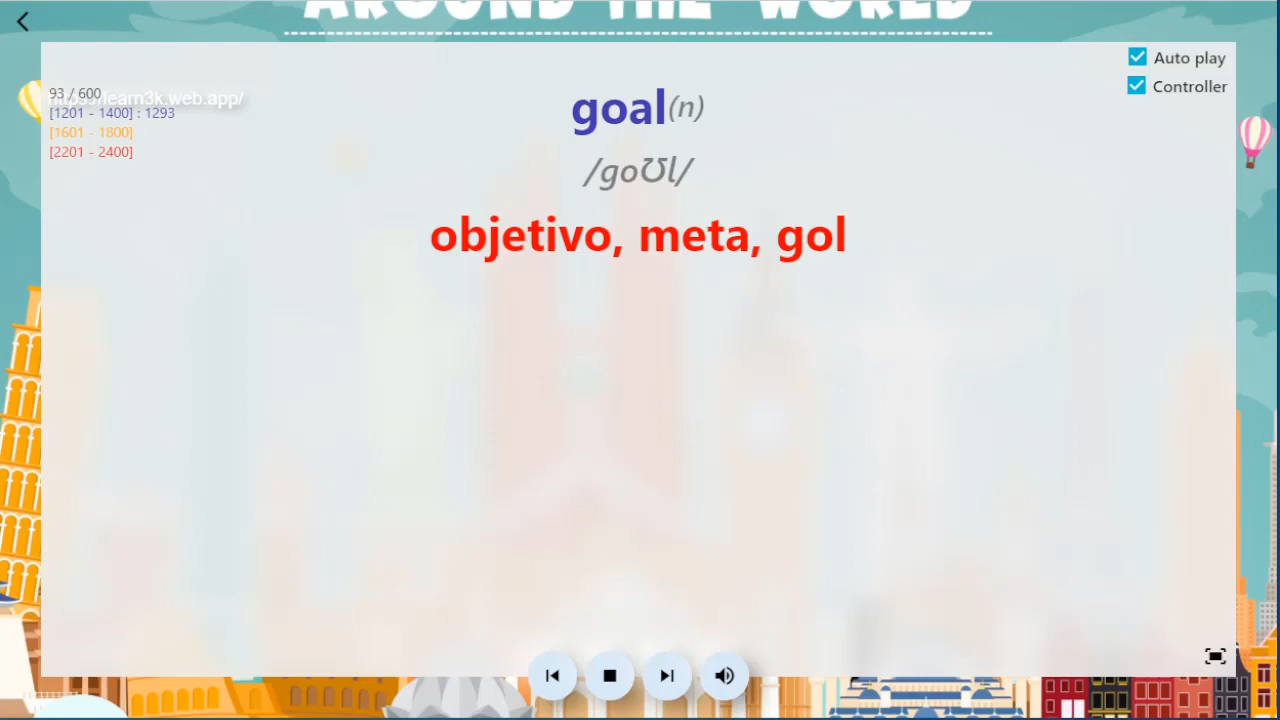 AROUND THE WORLD
Auto play
Controller
93 / 600
https://learn3k.web.app/
[1201 - 1400] : 1293
[1601 - 1800]
[2201 - 2400]
goal(n)
/goƱl/
objetivo, meta, gol